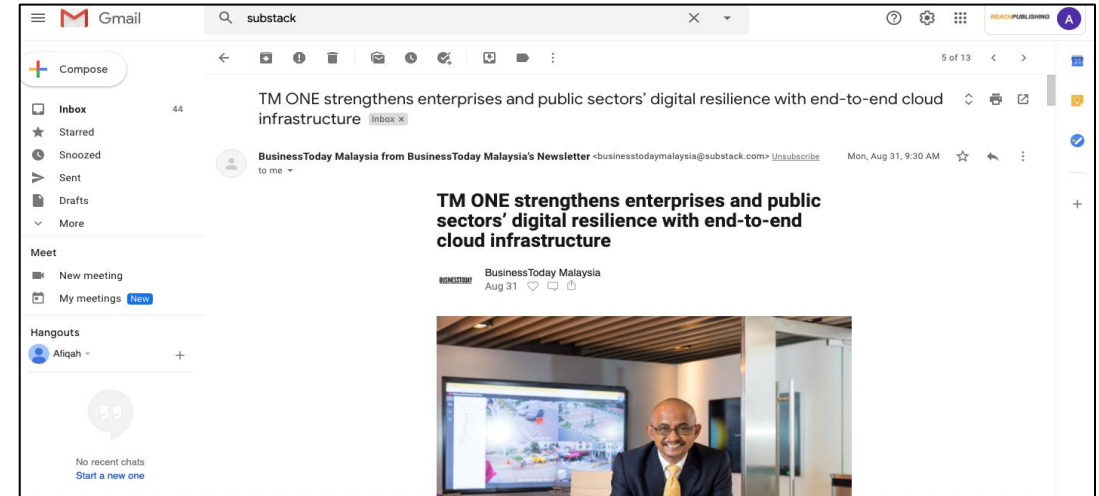 Gmail
substack
REACHPUBLISHING
A
Compose
5 of 13
31
Inbox 44
Starred
Snoozed
Sent
Drafts
More
Meet
New meeting
My meetings New
Hangouts
Afiqah
No recent chats
Start a new one
TM ONE strengthens enterprises and public sectors’ digital resilience with end-to-end cloud
infrastructure Inbox x
BusinessToday Malaysia from BusinessToday Malaysia's Newsletter <businesstodaymalaysia@substack.com> Unsubscribe Mon, Aug 31, 9:30 AM
to me
TM ONE strengthens enterprises and public
sectors’ digital resilience with end-to-end
cloud infrastructure
BUSINESSTODAY
BusinessToday Malaysia
Aug 31